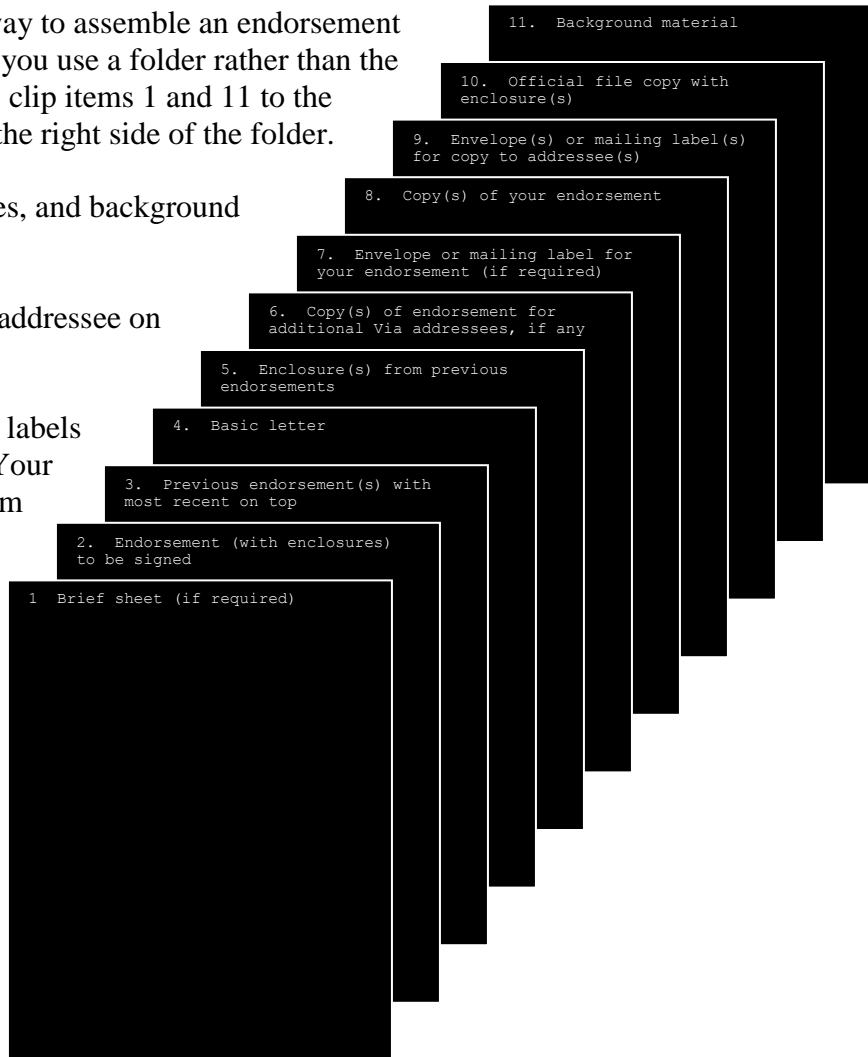 way to assemble an endorsement
you use a folder rather than the
clip items 1 and 11 to the
the right side of the folder.
es, and background
addressee on
labels
Your
m
11. Background material
10. Official file copy with
enclosure(s)
9. Envelope(s) or mailing label(s)
for copy to addressee(s)
8. Copy(s) of your endorsement
7. Envelope or mailing label for
your endorsement (if required)
6. Copy(s) of endorsement for
additional Via addressees, if any
5. Enclosure(s) from previous
endorsements
4. Basic letter
3. Previous endorsement(s) with
most recent on top
2. Endorsement (with enclosures)
to be signed
1 Brief sheet (if required)